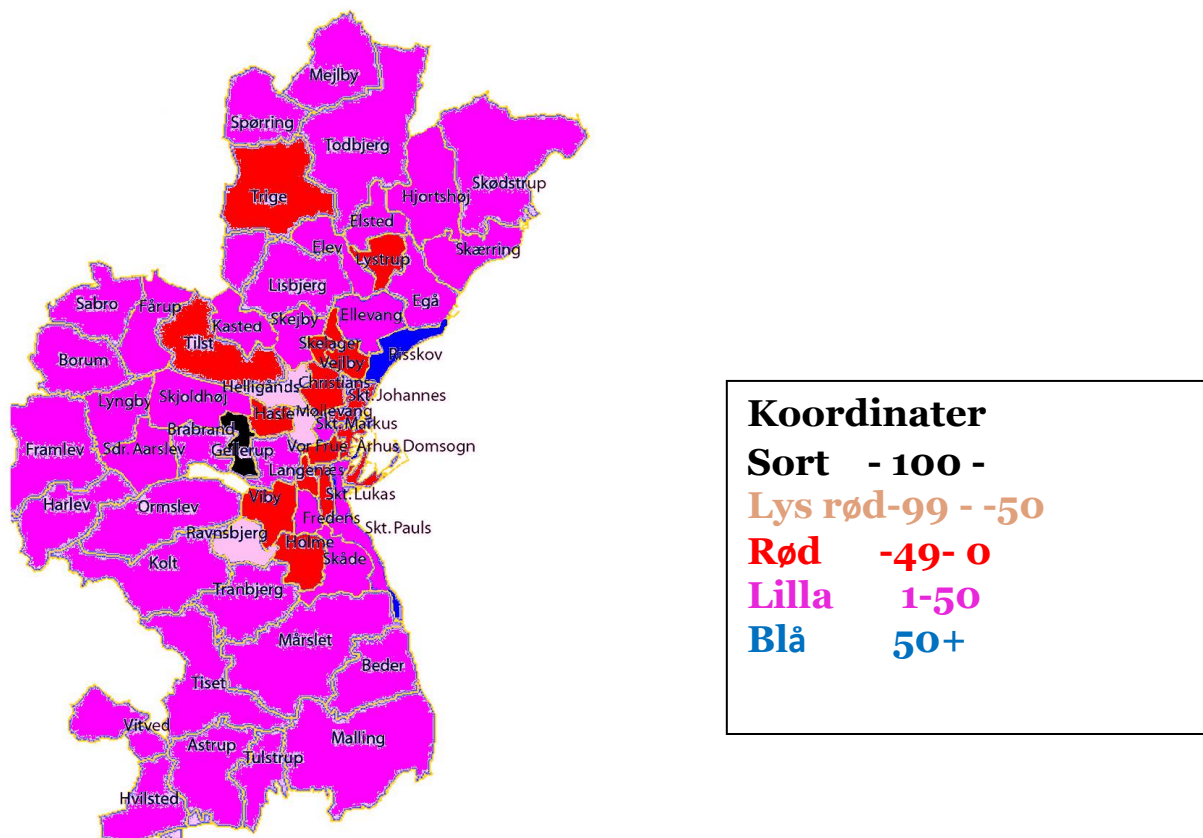 Mejlby
Spørring
Todbjerg
Skødstrup
Trige
Hjortshøj
Elsted
Elev
Skærring
Lystrup
Lisbjerg
Sabro
Fårup
Egå
Ellevang
Kasted
Skejby
Tilst
Skelager
Risskov
Vejlby
Borum
Helligånds
Christians
Skt. Johannes
Skjoldhøj
Lyngby
Hasle
Møllevang
Skt. Markus
Brabrand
Framlev
Sdr. Aarslev
Gellerup
Vor Frue
Århus Domsogn
Langenæs
Viby
Skt. Lukas
Harlev
Ormslev
Fredens
Skt. Pauls
Ravnsbjerg
Holme
Kolt
Skåde
Tranbjerg
Mårslet
Beder
Tiset
Vitved
Astrup
Malling
Tulstrup
Hvilsted
Koordinater
Sort - 100 -
Lys rød-99 - -50
Rød -49- 0
Lilla 1-50
Blå 50+